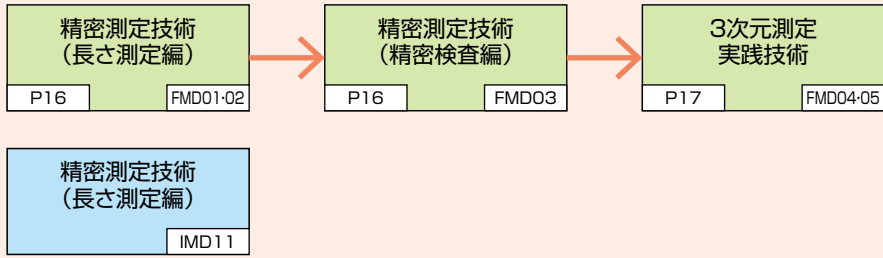 精密測定技術
（長さ測定編）
P16
FMD01・02
精密測定技術
（精密検査編）
P16
FMD03
3次元測定
実践技術
P17
FMD04・05
精密測定技術
（長さ測定編）
IMD11